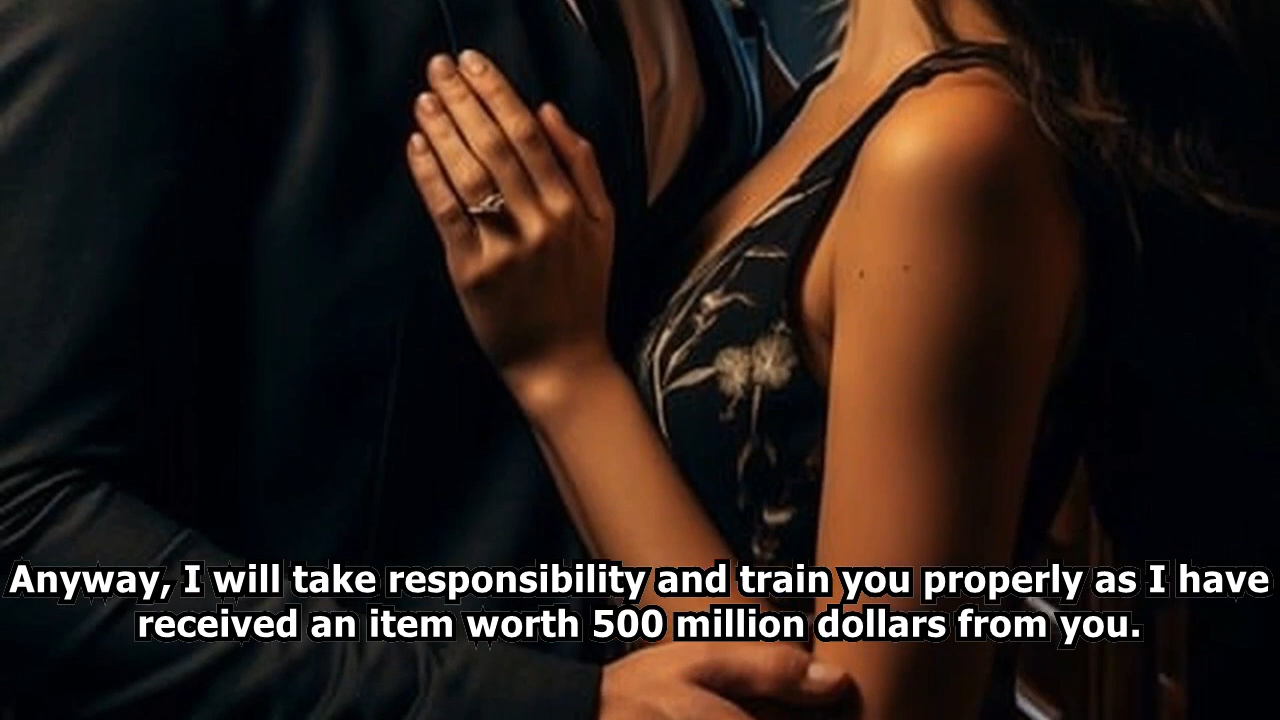 Anyway, I will take responsibility and train you properly as I have
received an item worth 500 million dollars from you.